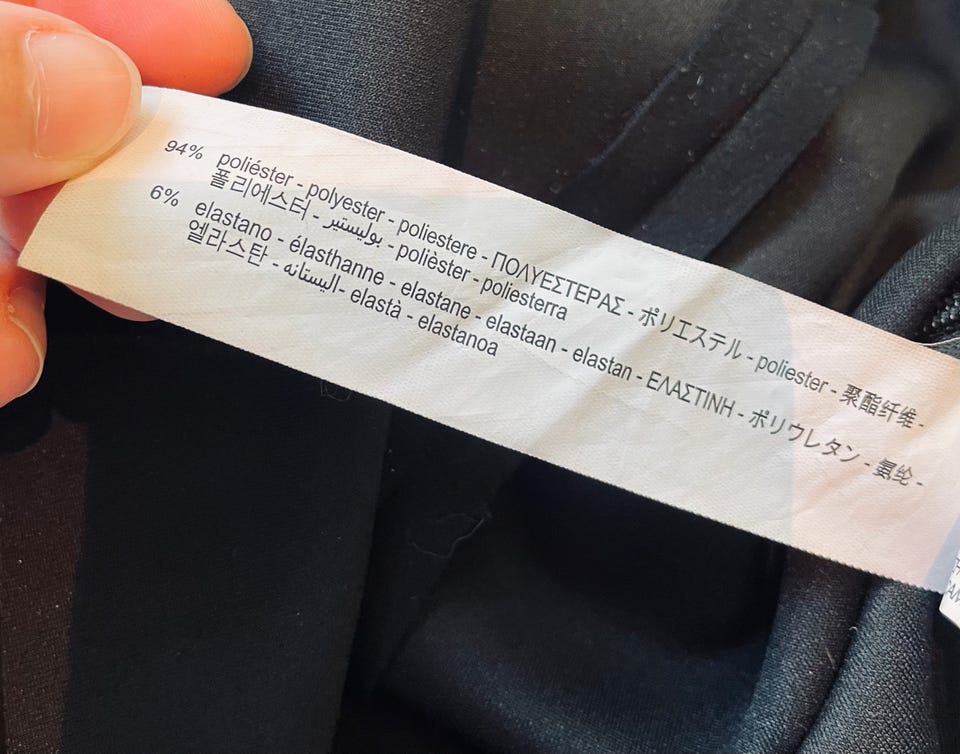 94% poliéster - polyester - poliestere - ΠΟΛΥΕΣΤΕΡΑΣ - ポリエステル - poliester - 聚酯纤维 -
폴리에스터 - بوليستير - polièster - poliesterra
6% elastano - élasthanne - elastane - elastaan - elastan - ΕΛΑΣΤΙΝΗ - ポリウレタン - 氨纶 -
엘라스탄 - اليستانه - elastà - elastanoa